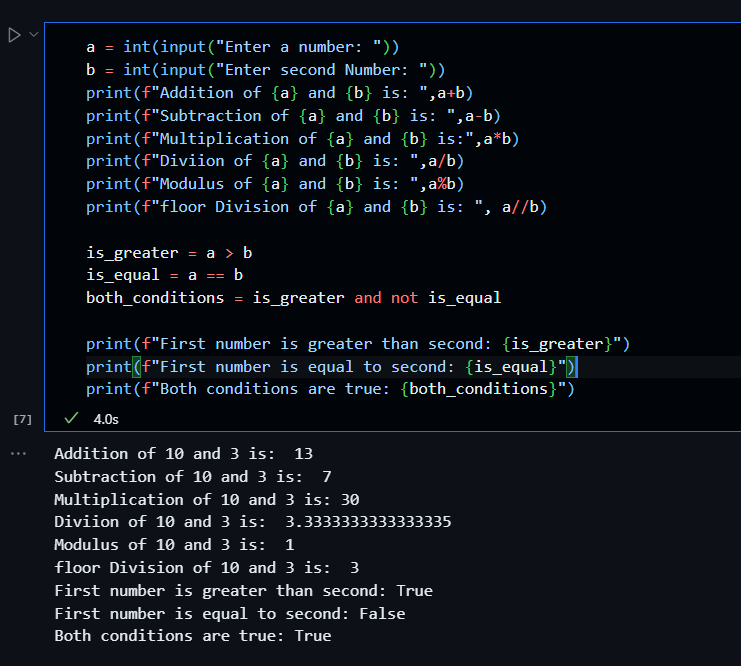 a = int(input("Enter a number: "))
b = int(input("Enter second Number: "))
print(f"Addition of {a} and {b} is: ",a+b)
print(f"Subtraction of {a} and {b} is: ",a-b)
print(f"Multiplication of {a} and {b} is:",a*b)
print(f"Diviion of {a} and {b} is: ",a/b)
print(f"Modulus of {a} and {b} is: ",a%b)
print(f"floor Division of {a} and {b} is: ", a//b)
is_greater = a > b
is_equal = a == b
both_conditions = is_greater and not is_equal
print(f"First number is greater than second: {is_greater}")
print(f"First number is equal to second: {is_equal}")
print(f"Both conditions are true: {both_conditions}")
[7] 4.0s
Addition of 10 and 3 is:  13
Subtraction of 10 and 3 is:  7
Multiplication of 10 and 3 is: 30
Diviion of 10 and 3 is:  3.3333333333333335
Modulus of 10 and 3 is:  1
floor Division of 10 and 3 is:  3
First number is greater than second: True
First number is equal to second: False
Both conditions are true: True